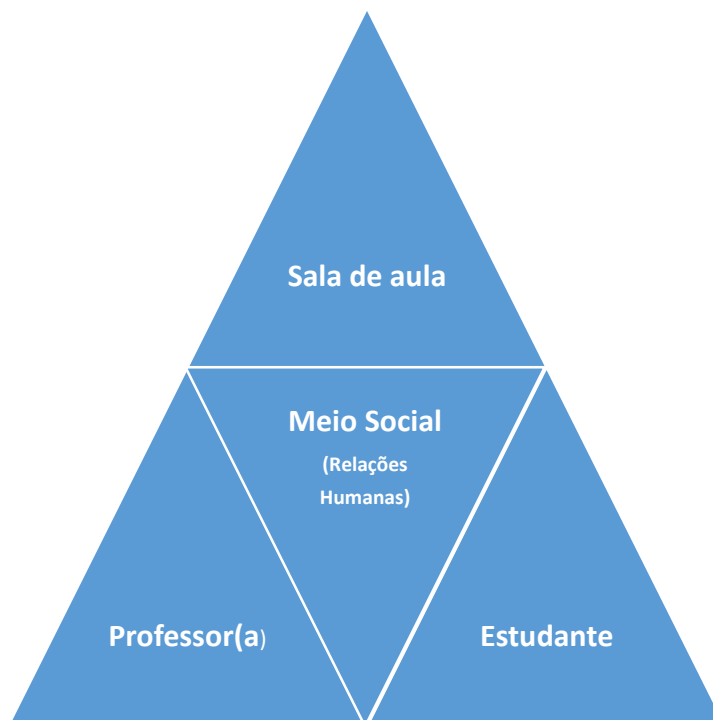 Sala de aula
Meio Social
(Relações
Humanas)
Professor(a)
Estudante